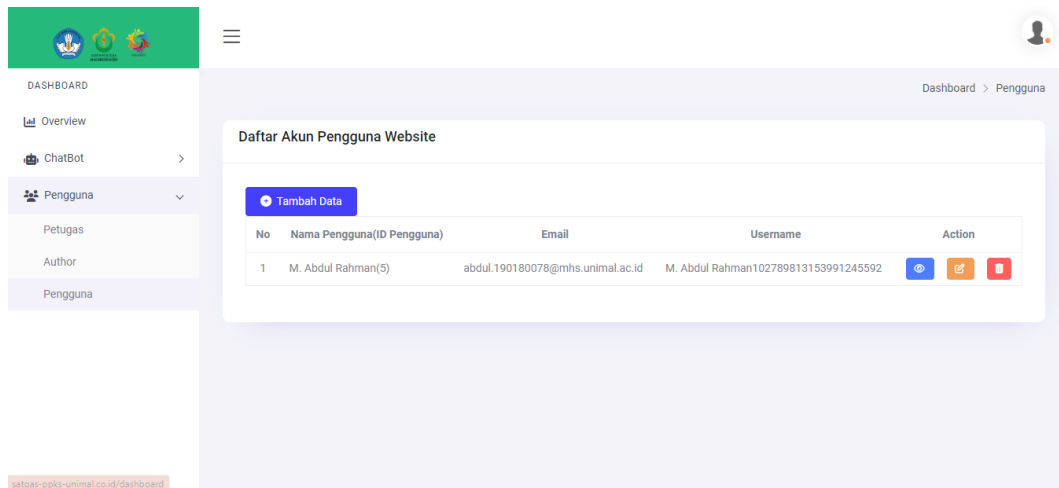 DASHBOARD
Dashboard > Pengguna
Overview
ChatBot
Pengguna
Petugas
Author
Pengguna
Daftar Akun Pengguna Website
Tambah Data
No Nama Pengguna(ID Pengguna) Email Username Action
1 M. Abdul Rahman(5) abdul.190180078@mhs.unimal.ac.id M. Abdul Rahman102789813153991245592
satgas-ppks-unimal.co.id/dashboard